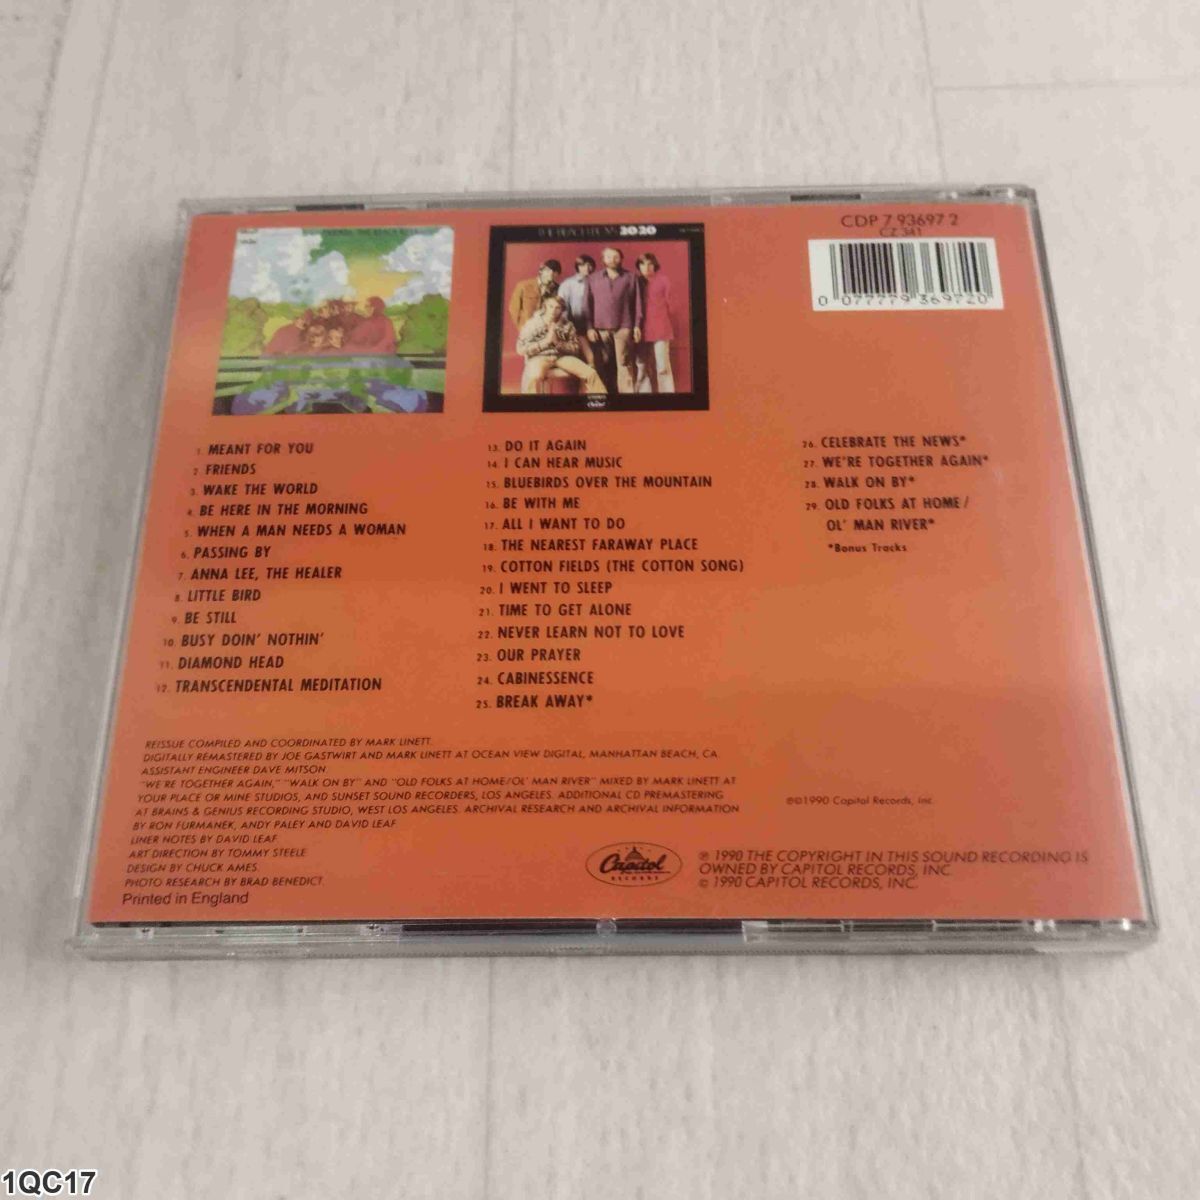 THE BEACH BOYS 20/20
CDP 7 93697 2
CZ 341
0 077779 369720
1. MEANT FOR YOU
2. FRIENDS
3. WAKE THE WORLD
4. BE HERE IN THE MORNING
5. WHEN A MAN NEEDS A WOMAN
6. PASSING BY
7. ANNA LEE, THE HEALER
8. LITTLE BIRD
9. BE STILL
10. BUSY DOIN' NOTHIN'
11. DIAMOND HEAD
12. TRANSCENDENTAL MEDITATION
13. DO IT AGAIN
14. I CAN HEAR MUSIC
15. BLUEBIRDS OVER THE MOUNTAIN
16. BE WITH ME
17. ALL I WANT TO DO
18. THE NEAREST FARAWAY PLACE
19. COTTON FIELDS (THE COTTON SONG)
20. I WENT TO SLEEP
21. TIME TO GET ALONE
22. NEVER LEARN NOT TO LOVE
23. OUR PRAYER
24. CABINESSENCE
25. BREAK AWAY*
26. CELEBRATE THE NEWS*
27. WE'RE TOGETHER AGAIN*
28. WALK ON BY*
29. OLD FOLKS AT HOME/
OL' MAN RIVER*
*Bonus Tracks
REISSUE COMPILED AND COORDINATED BY MARK LINETT.
DIGITALLY REMASTERED BY JOE GASTWIRT AND MARK LINETT AT OCEAN VIEW DIGITAL, MANHATTAN BEACH, CA.
ASSISTANT ENGINEER DAVE MITSON.
"WE'RE TOGETHER AGAIN," "WALK ON BY" AND "OLD FOLKS AT HOME/OL' MAN RIVER" MIXED BY MARK LINETT AT
YOUR PLACE OR MINE STUDIOS, AND SUNSET SOUND RECORDERS, LOS ANGELES. ADDITIONAL CD PREMASTERING
AT BRAINS & GENIUS RECORDING STUDIO, WEST LOS ANGELES. ARCHIVAL RESEARCH AND ARCHIVAL INFORMATION
BY RON FURMANEK, ANDY PALEY AND DAVID LEAF.
LINER NOTES BY DAVID LEAF.
ART DIRECTION BY TOMMY STEELE
DESIGN BY CHUCK AMES.
PHOTO RESEARCH BY BRAD BENEDICT.
Printed in England
℗©1990 Capitol Records, Inc.
Capitol
RECORDS
℗ 1990 THE COPYRIGHT IN THIS SOUND RECORDING IS
OWNED BY CAPITOL RECORDS, INC.
© 1990 CAPITOL RECORDS, INC.
1QC17